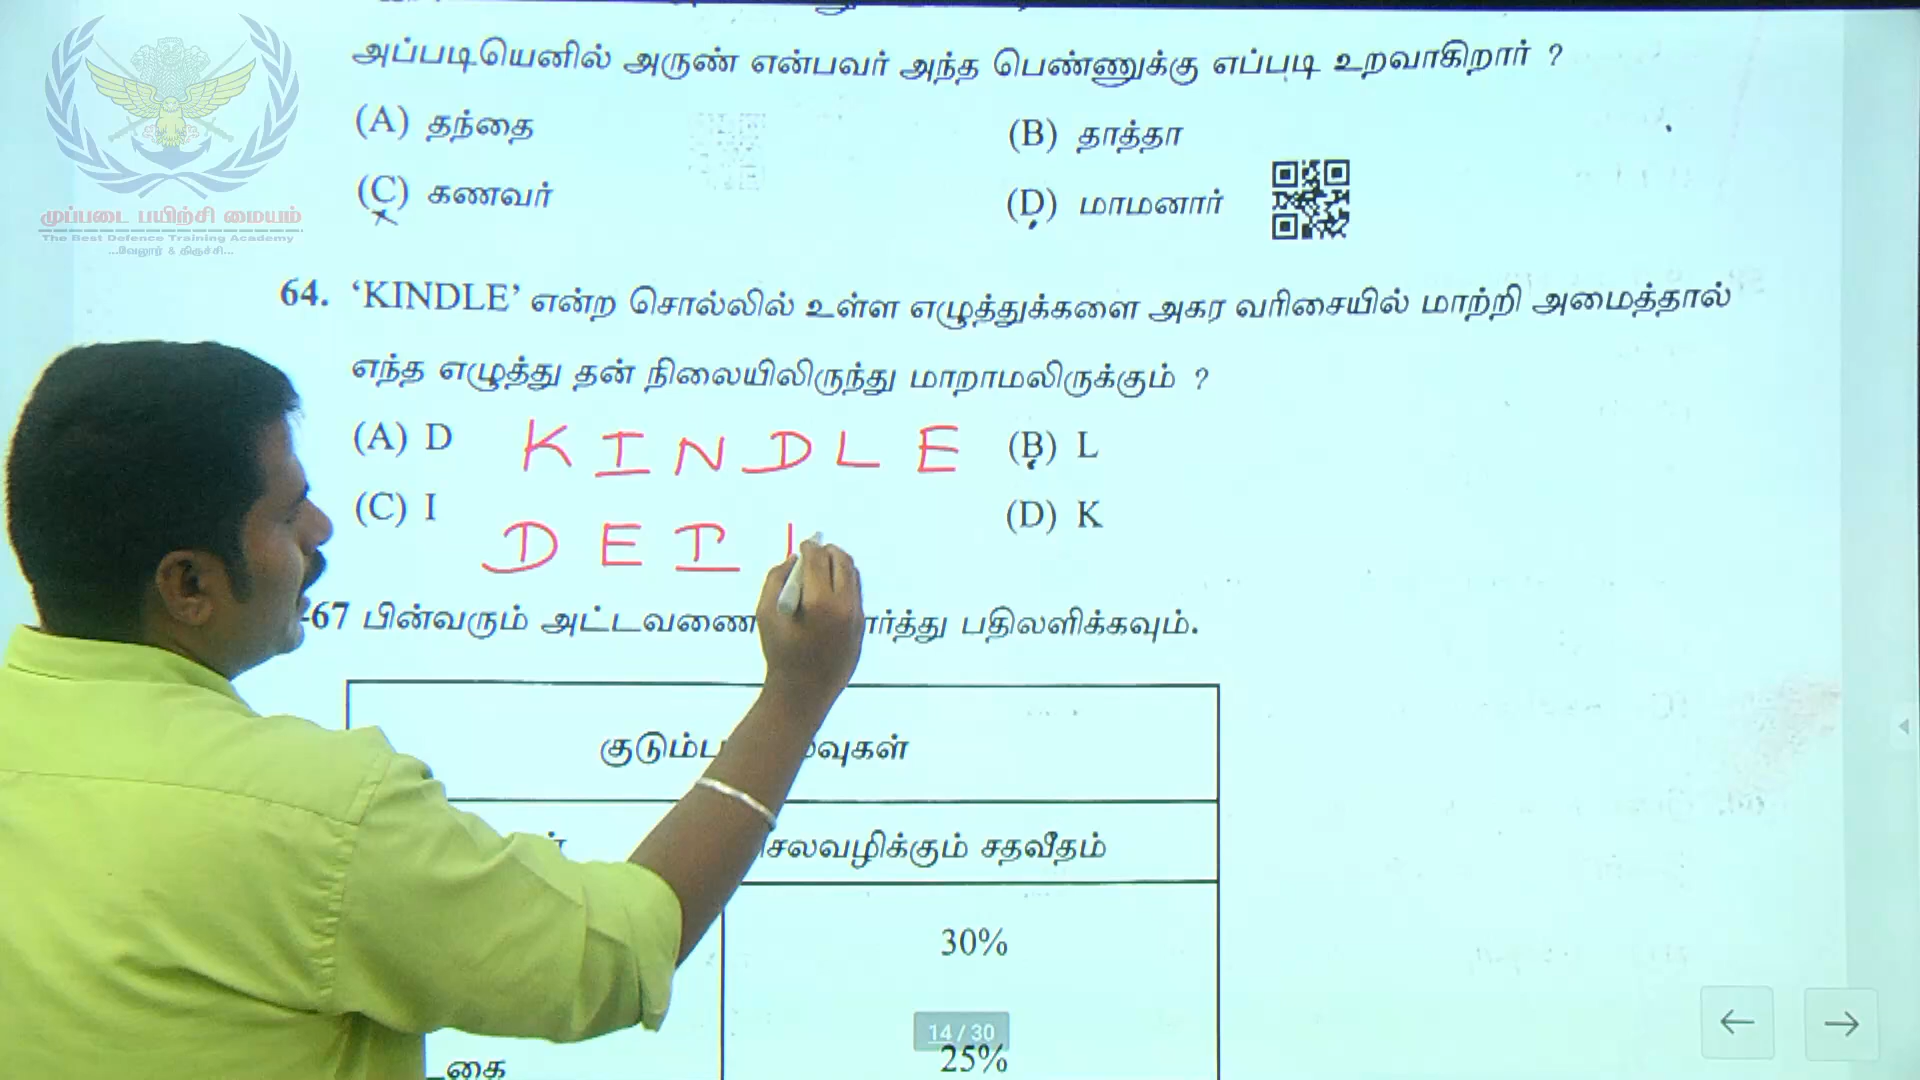 அப்படியெனில் அருண் என்பவர் அந்த பெண்ணுக்கு எப்படி உறவாகிறார் ?
(A) தந்தை
(B) தாத்தா
(C) கணவர்
(D) மாமனார்
முப்படை பயிற்சி மையம்
The Best Defence Training Academy
...வேலூர் & திருச்சி...
64. ‘KINDLE’ என்ற சொல்லில் உள்ள எழுத்துக்களை அகர வரிசையில் மாற்றி அமைத்தால்
எந்த எழுத்து தன் நிலையிலிருந்து மாறாமலிருக்கும் ?
(A) D
KINDLE
(B) L
(C) I
(D) K
DEI
-67 பின்வரும் பதிலளிக்கவும்.
செலவழிக்கும் சதவீதம்
30%
14 / 30
25%